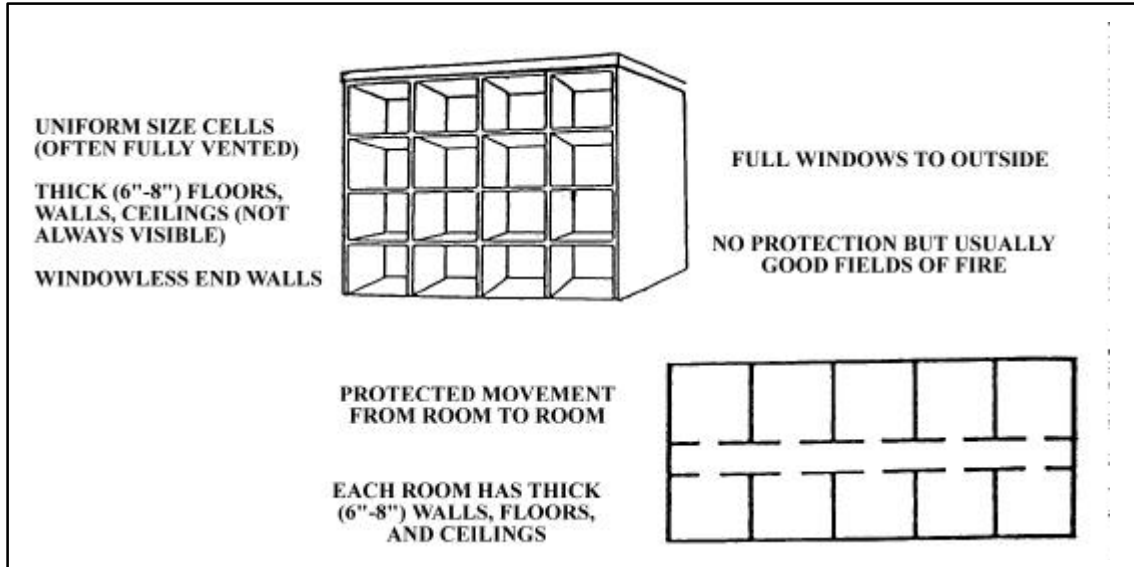 UNIFORM SIZE CELLS
(OFTEN FULLY VENTED)
THICK (6"-8") FLOORS,
WALLS, CEILINGS (NOT
ALWAYS VISIBLE)
WINDOWLESS END WALLS
FULL WINDOWS TO OUTSIDE
NO PROTECTION BUT USUALLY
GOOD FIELDS OF FIRE
PROTECTED MOVEMENT
FROM ROOM TO ROOM
EACH ROOM HAS THICK
(6"-8") WALLS, FLOORS,
AND CEILINGS